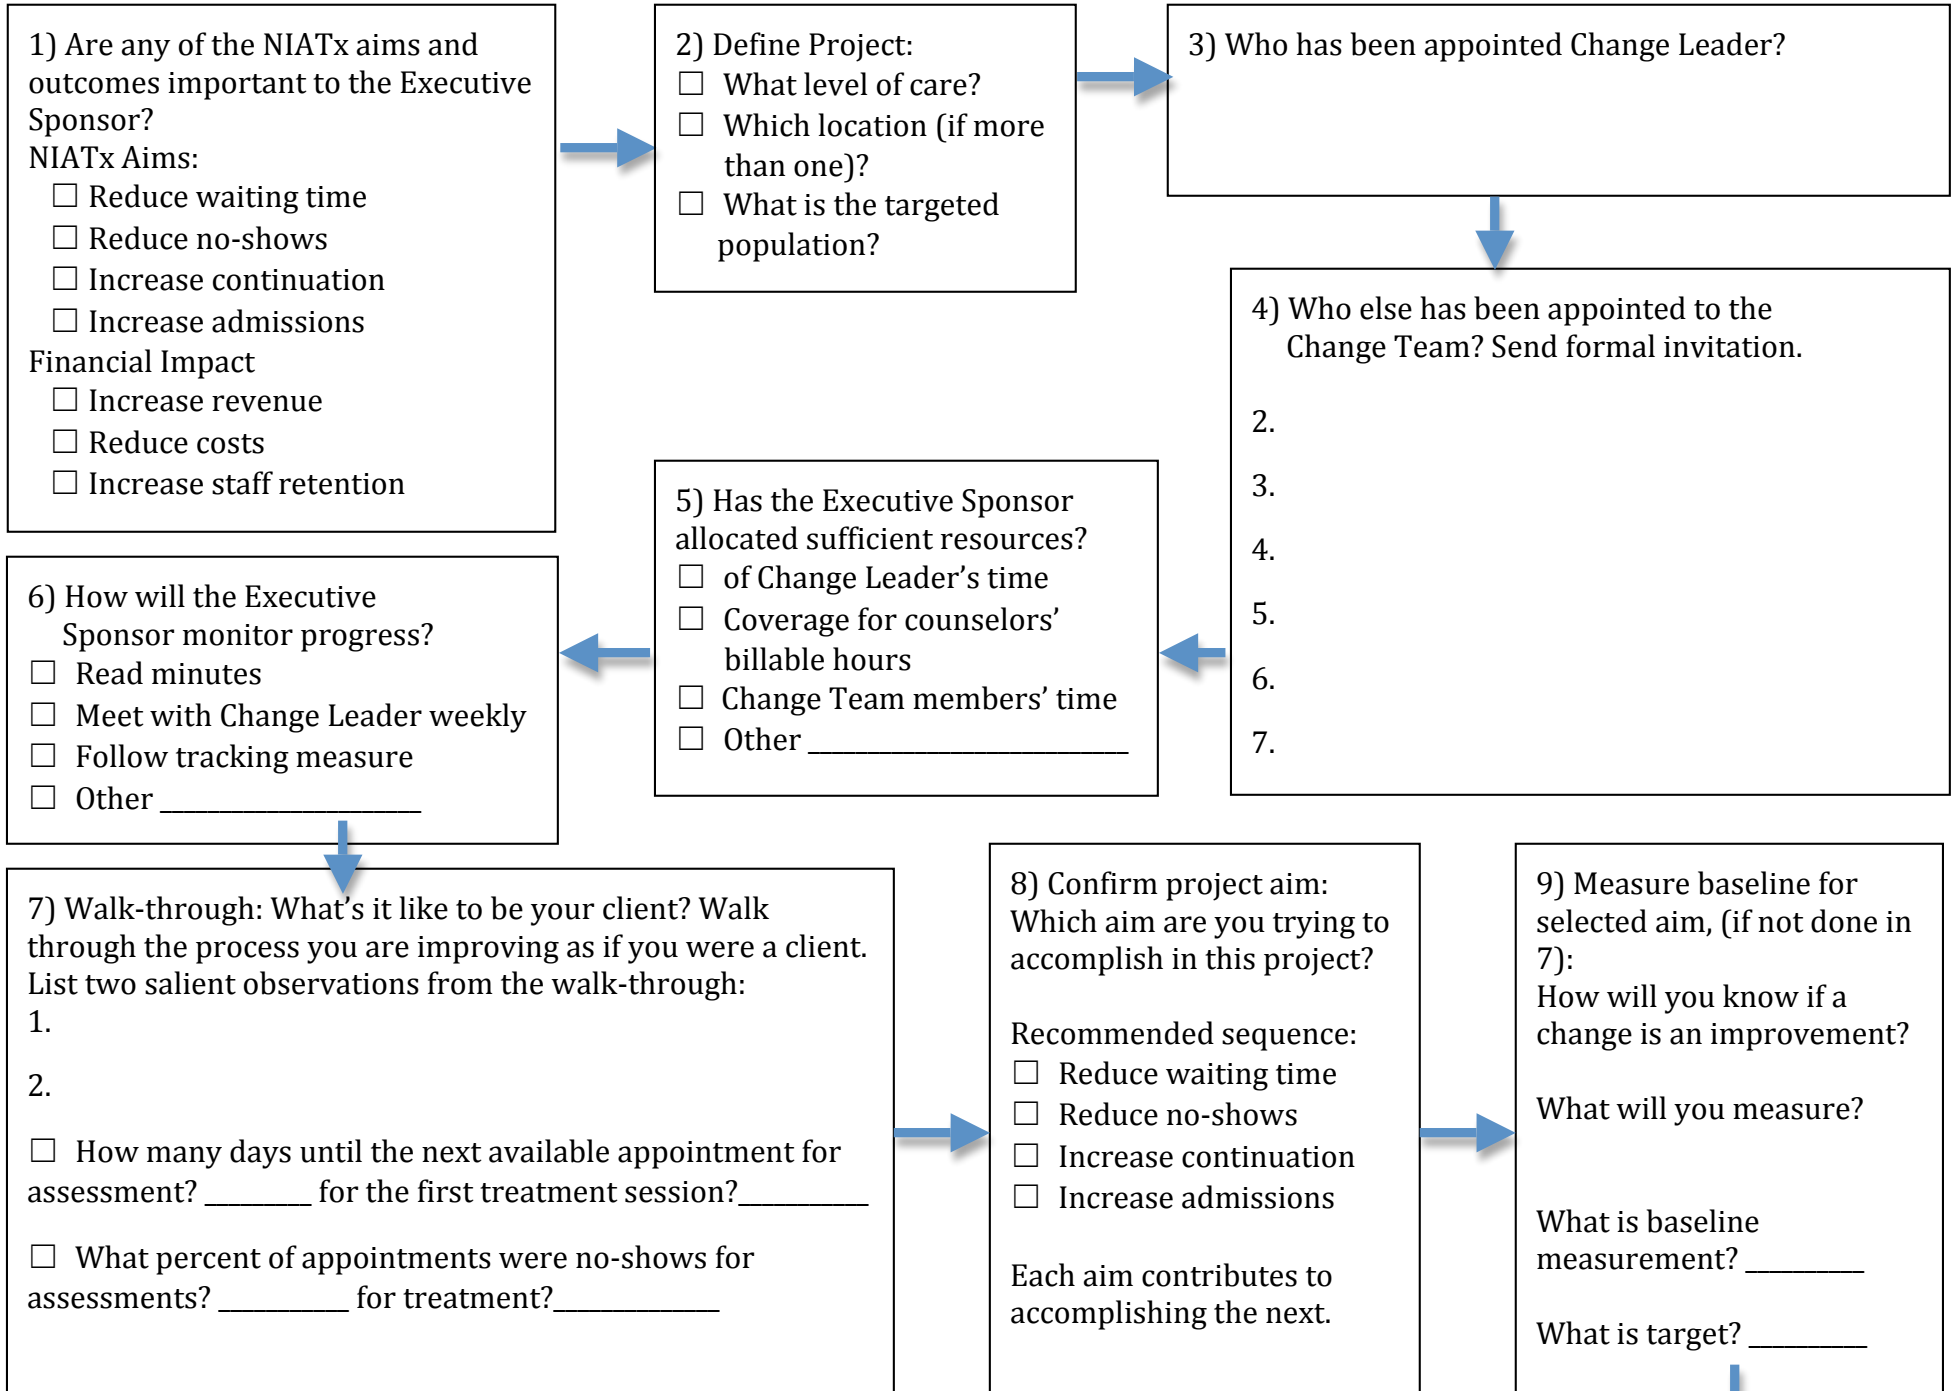 1) Are any of the NIATx aims and
outcomes important to the Executive
Sponsor?
NIATx Aims:
☐ Reduce waiting time
☐ Reduce no-shows
☐ Increase continuation
☐ Increase admissions
Financial Impact
☐ Increase revenue
☐ Reduce costs
☐ Increase staff retention
2) Define Project:
☐ What level of care?
☐ Which location (if more
than one)?
☐ What is the targeted
population?
3) Who has been appointed Change Leader?
4) Who else has been appointed to the
Change Team? Send formal invitation.
2.
3.
4.
5.
6.
7.
5) Has the Executive Sponsor
allocated sufficient resources?
☐ of Change Leader’s time
☐ Coverage for counselors’
billable hours
☐ Change Team members’ time
☐ Other ___________________________
6) How will the Executive
Sponsor monitor progress?
☐ Read minutes
☐ Meet with Change Leader weekly
☐ Follow tracking measure
☐ Other ______________________
7) Walk-through: What’s it like to be your client? Walk
through the process you are improving as if you were a client.
List two salient observations from the walk-through:
1.
2.
☐ How many days until the next available appointment for
assessment? _________ for the first treatment session?___________
☐ What percent of appointments were no-shows for
assessments? ___________ for treatment?______________
8) Confirm project aim:
Which aim are you trying to
accomplish in this project?
Recommended sequence:
☐ Reduce waiting time
☐ Reduce no-shows
☐ Increase continuation
☐ Increase admissions
Each aim contributes to
accomplishing the next.
9) Measure baseline for
selected aim, (if not done in
7):
How will you know if a
change is an improvement?
What will you measure?
What is baseline
measurement? __________
What is target? __________